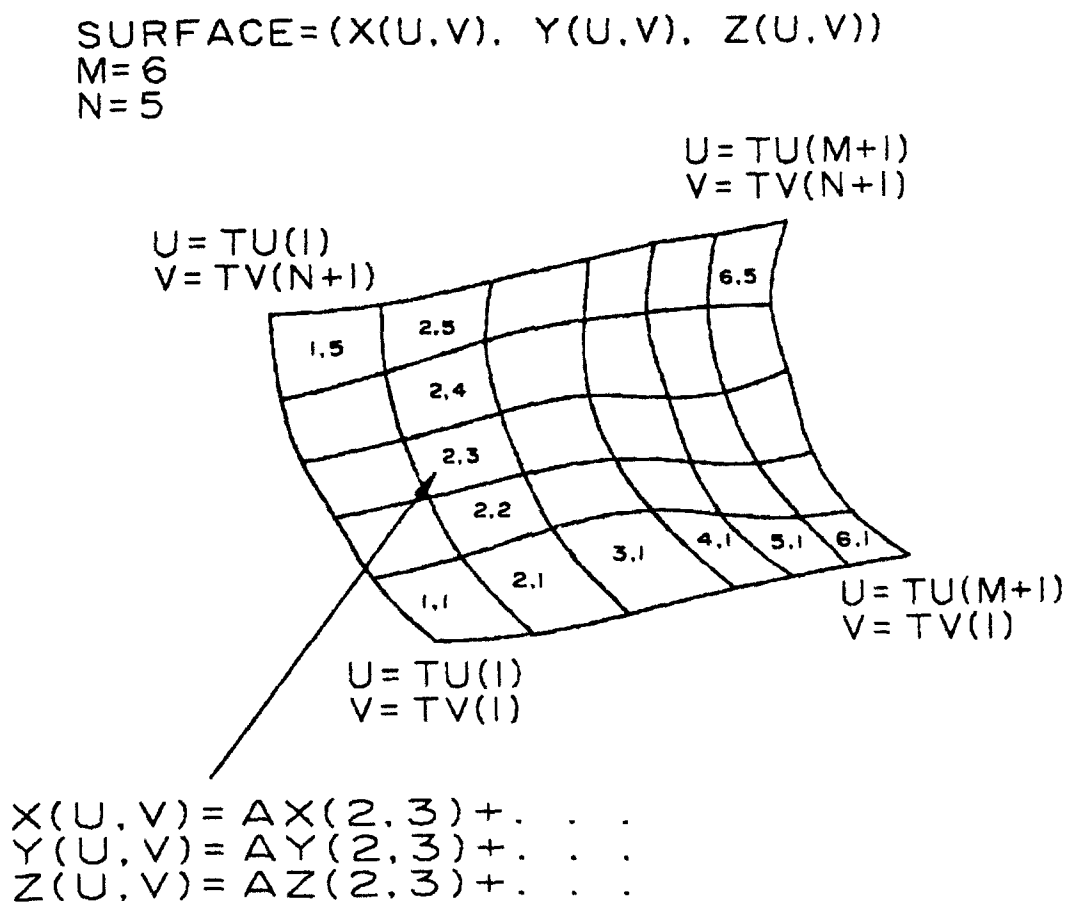 SURFACE=(X(U,V), Y(U,V), Z(U,V))
M=6
N=5
U=TU(M+1)
V=TV(N+1)
U=TU(1)
V=TV(N+1)
6,5
2,5
1,5
2,4
2,3
2,2
4,1
5,1
6,1
3,1
2,1
1,1
U=TU(M+1)
V=TV(1)
U=TU(1)
V=TV(1)
X(U,V)=AX(2,3)+. . .
Y(U,V)=AY(2,3)+. . .
Z(U,V)=AZ(2,3)+. . .